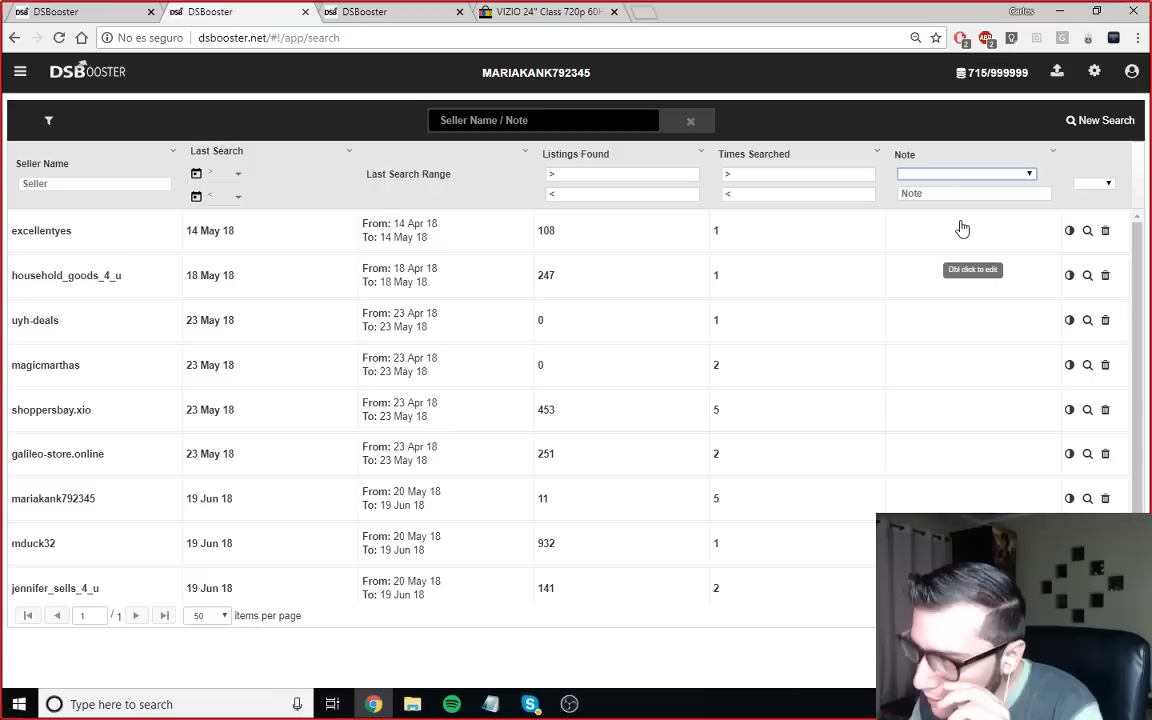 DSBooster
DSBooster
DSBooster
VIZIO 24" Class 720p 60H
Carlos
No es seguro
dsbooster.net/#!/app/search
DSBOOSTER
MARIAKANK792345
715/999999
Seller Name / Note
New Search
Seller Name
Last Search
Last Search Range
Listings Found
Times Searched
Note
Seller
>
<
>
<
>
<
Note
excellentyes
14 May 18
From: 14 Apr 18
To: 14 May 18
108
1
Dbl click to edit
household_goods_4_u
18 May 18
From: 18 Apr 18
To: 18 May 18
247
1
uyh-deals
23 May 18
From: 23 Apr 18
To: 23 May 18
0
1
magicmarthas
23 May 18
From: 23 Apr 18
To: 23 May 18
0
2
shoppersbay.xio
23 May 18
From: 23 Apr 18
To: 23 May 18
453
5
galileo-store.online
23 May 18
From: 23 Apr 18
To: 23 May 18
251
2
mariakank792345
19 Jun 18
From: 20 May 18
To: 19 Jun 18
11
5
mduck32
19 Jun 18
From: 20 May 18
To: 19 Jun 18
932
1
jennifer_sells_4_u
19 Jun 18
From: 20 May 18
To: 19 Jun 18
141
2
1
/ 1
50
items per page
Type here to search